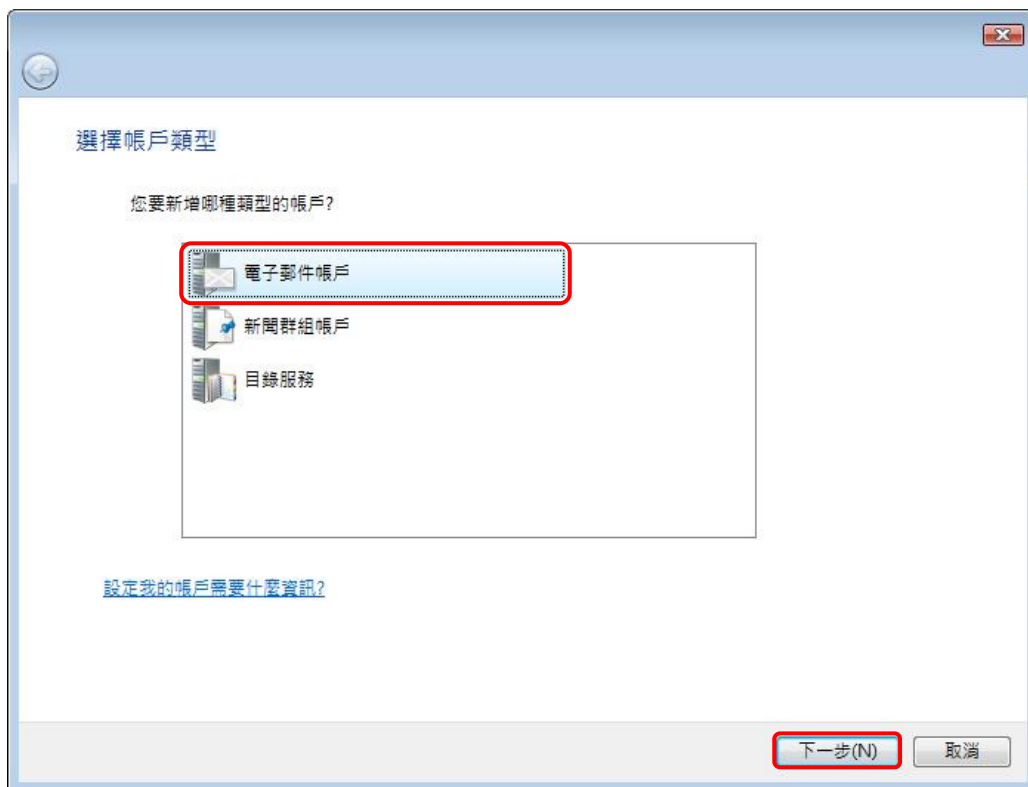 選擇帳戶類型
您要新增哪種類型的帳戶?
電子郵件帳戶
新聞群組帳戶
目錄服務
設定我的帳戶需要什麼資訊?
下一步(N)
取消